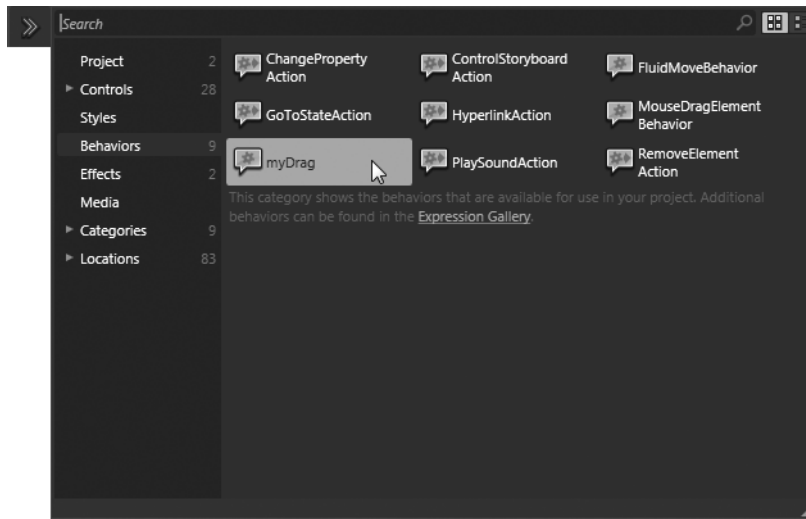 Search
Project 2
Controls 28
Styles
Behaviors 9
Effects 2
Media
Categories 9
Locations 83
ChangeProperty
Action
ControlStoryboard
Action
FluidMoveBehavior
GoToStateAction
HyperlinkAction
MouseDragElement
Behavior
myDrag
PlaySoundAction
RemoveElement
Action
This category shows the behaviors that are available for use in your project. Additional
behaviors can be found in the Expression Gallery.